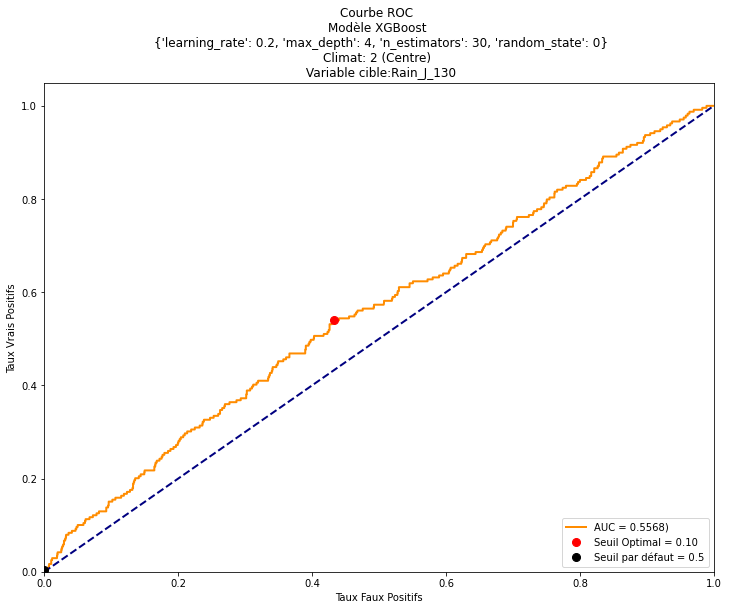 Courbe ROC
Modèle XGBoost
{'learning_rate': 0.2, 'max_depth': 4, 'n_estimators': 30, 'random_state': 0}
Climat: 2 (Centre)
Variable cible:Rain_J_130
1.0
0.8
0.6
0.4
0.2
0.0
Taux Vrais Positifs
0.0 0.2 0.4 0.6 0.8 1.0
Taux Faux Positifs
AUC = 0.5568)
Seuil Optimal = 0.10
Seuil par défaut = 0.5